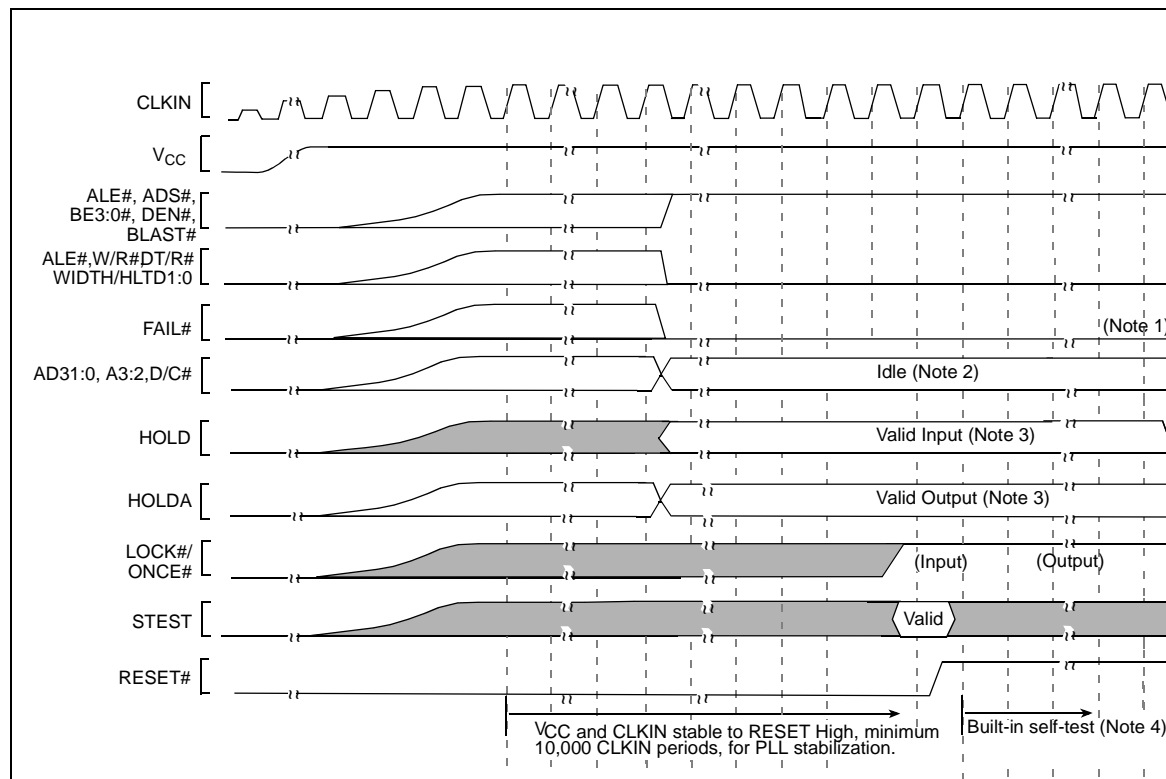 CLKIN
VCC
ALE#, ADS#,
BE3:0#, DEN#,
BLAST#
ALE#,W/R#DT/R#
WIDTH/HLTD1:0
FAIL#
(Note 1)
AD31:0, A3:2,D/C#
Idle (Note 2)
HOLD
Valid Input (Note 3)
HOLDA
Valid Output (Note 3)
LOCK#/
ONCE#
(Input)
(Output)
STEST
Valid
RESET#
VCC and CLKIN stable to RESET High, minimum
10,000 CLKIN periods, for PLL stabilization.
Built-in self-test (Note 4)